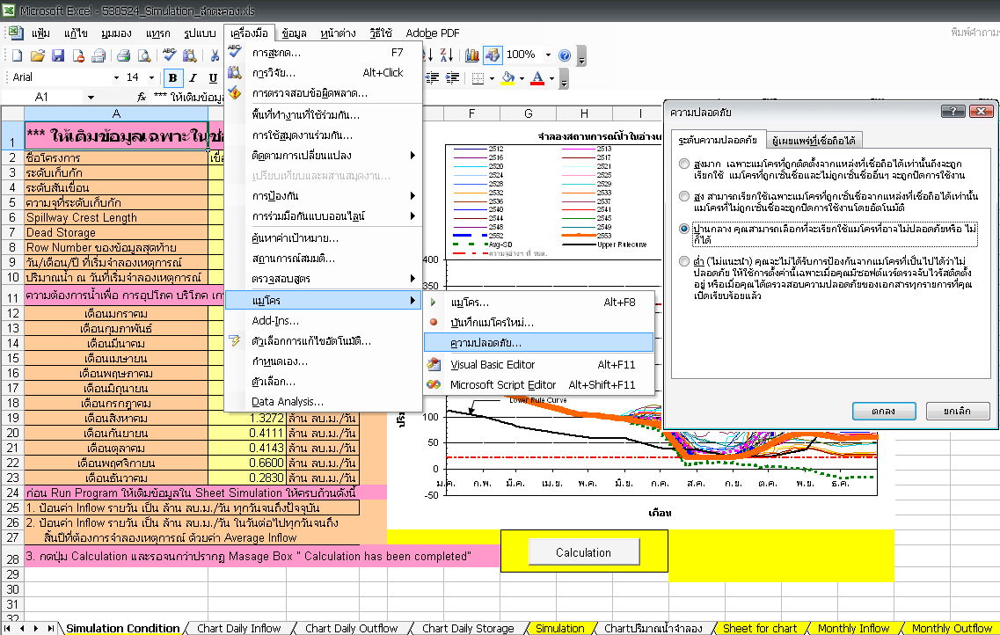 Microsoft Excel - 530524_Simulation_ลำตะคอง.xls
แฟ้ม แก้ไข มุมมอง แทรก รูปแบบ เครื่องมือ ข้อมูล หน้าต่าง วิธีใช้ Adobe PDF
พิมพ์คำถาม
100%
Arial 14 B I U
A1 fx *** ให้เติมข้อมูล
A F G H I
1 *** ให้เติมข้อมูลเฉพาะในช่อง
2 ชื่อโครงการ เขื่
3 ระดับเก็บกัก
4 ระดับสันเขื่อน
5 ความจุที่ระดับเก็บกัก
6 Spillway Crest Length
7 Dead Storage
8 Row Number ของข้อมูลสุดท้าย
9 วัน/เดือน/ปี ที่เริ่มจำลองเหตุการณ์
10 ปริมาณน้ำ ณ วันที่เริ่มจำลองเหตุการณ์
11 ความต้องการน้ำเพื่อ การอุปโภค บริโภค เก
12 เดือนมกราคม
13 เดือนกุมภาพันธ์
14 เดือนมีนาคม
15 เดือนเมษายน
16 เดือนพฤษภาคม
17 เดือนมิถุนายน
18 เดือนกรกฎาคม
19 เดือนสิงหาคม 1.3272 ล้าน ลบ.ม./วัน
20 เดือนกันยายน 0.4111 ล้าน ลบ.ม./วัน
21 เดือนตุลาคม 0.4143 ล้าน ลบ.ม./วัน
22 เดือนพฤศจิกายน 0.6600 ล้าน ลบ.ม./วัน
23 เดือนธันวาคม 0.2830 ล้าน ลบ.ม./วัน
24 ก่อน Run Program ให้เติมข้อมูลใน Sheet Simulation ให้ครบถ้วนดังนี้
25 1. ป้อนค่า Inflow รายวัน เป็น ล้าน ลบ.ม./วัน ทุกวันจนถึงปัจจุบัน
26 2. ป้อนค่า Inflow รายวัน เป็น ล้าน ลบ.ม./วัน ในวันต่อไปทุกวันจนถึง
27 สิ้นปีที่ต้องการจำลองเหตุการณ์ ด้วยค่า Average Inflow
28 3. กดปุ่ม Calculation และรอจนกว่าปรากฏ Masage Box " Calculation has been completed"
29
30
31
32
Calculation
การสะกด... F7
การวิจัย... Alt+Click
การตรวจสอบข้อผิดพลาด...
พื้นที่ทำงานที่ใช้ร่วมกัน...
การใช้สมุดงานร่วมกัน...
ติดตามการเปลี่ยนแปลง
เปรียบเทียบและผสานสมุดงาน...
การป้องกัน
การร่วมมือกันแบบออนไลน์
ค้นหาค่าเป้าหมาย...
สถานการณ์สมมติ...
ตรวจสอบสูตร
แมโคร
Add-Ins...
ตัวเลือกการแก้ไขอัตโนมัติ...
กำหนดเอง...
ตัวเลือก...
Data Analysis...
แมโคร... Alt+F8
บันทึกแมโครใหม่...
ความปลอดภัย...
Visual Basic Editor Alt+F11
Microsoft Script Editor Alt+Shift+F11
จำลองสถานการณ์น้ำในอ่างเก
2512 2513
2516 2517
2520 2521
2524 2525
2528 2529
2532 2533
2536 2537
2540 2541
2544 2545
2548 2549
2552 2553
Avg-SD Upper Rule curve
ความจุอ่างฯ ที่ รนต.
400
350
Lower Rule Curve
100
50
0
-50
ม.ค. ก.พ. มี.ค. เม.ย. พ.ค. มิ.ย. ก.ค. ส.ค. ก.ย. ต.ค. พ.ย. ธ.ค.
เดือน
ความปลอดภัย
ระดับความปลอดภัย ผู้เผยแพร่ที่เชื่อถือได้
สูงมาก เฉพาะแมโครที่ถูกติดตั้งจากแหล่งที่เชื่อถือได้เท่านั้นถึงจะถูก
เรียกใช้ แมโครที่ถูกเซ็นชื่อและไม่ถูกเซ็นชื่ออื่นๆ จะถูกปิดการใช้งาน
สูง สามารถเรียกใช้เฉพาะแมโครที่ถูกเซ็นชื่อจากแหล่งที่เชื่อถือได้เท่านั้น
แมโครที่ไม่ถูกเซ็นชื่อจะถูกปิดการใช้งานโดยอัตโนมัติ
ปานกลาง คุณสามารถเลือกที่จะเรียกใช้แมโครที่อาจไม่ปลอดภัยหรือ ไม่
ก็ได้
ต่ำ (ไม่แนะนำ) คุณจะไม่ได้รับการป้องกันจากแมโครที่เป็นไปได้ว่าไม่
ปลอดภัย ให้ใช้การตั้งค่านี้เฉพาะเมื่อคุณมีซอฟต์แวร์ตรวจจับไวรัสติดตั้ง
อยู่ หรือเมื่อคุณได้ตรวจสอบความปลอดภัยของเอกสารทุกรายการที่คุณ
เปิดเรียบร้อยแล้ว
ตกลง ยกเลิก
Simulation Condition Chart Daily Inflow Chart Daily Outflow Chart Daily Storage Simulation Chartปริมาณน้ำจำลอง Sheet for chart Monthly Inflow Monthly Outflow